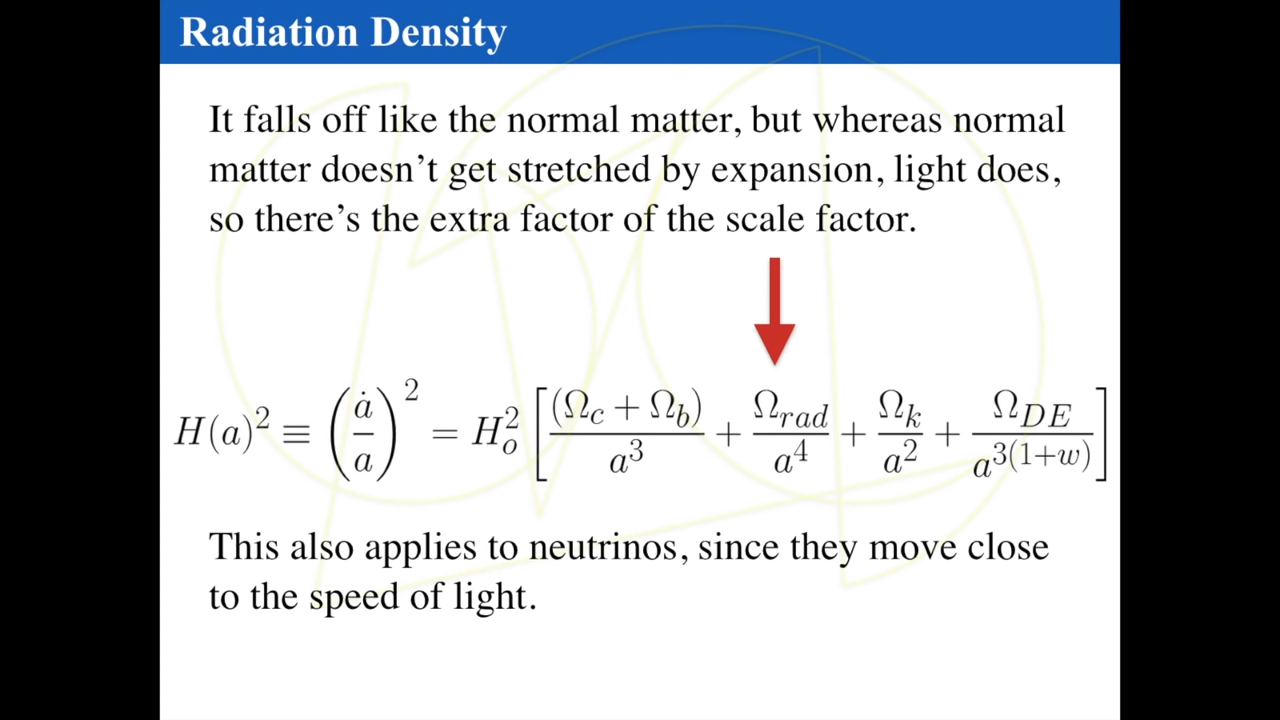 Radiation Density
It falls off like the normal matter, but whereas normal
matter doesn’t get stretched by expansion, light does,
so there’s the extra factor of the scale factor.
H(a)² ≡ (ȧ/a)² = H_o² [(Ω_c + Ω_b)/a³ + Ω_rad/a⁴ + Ω_k/a² + Ω_DE/a^{3(1+w)}]
This also applies to neutrinos, since they move close
to the speed of light.